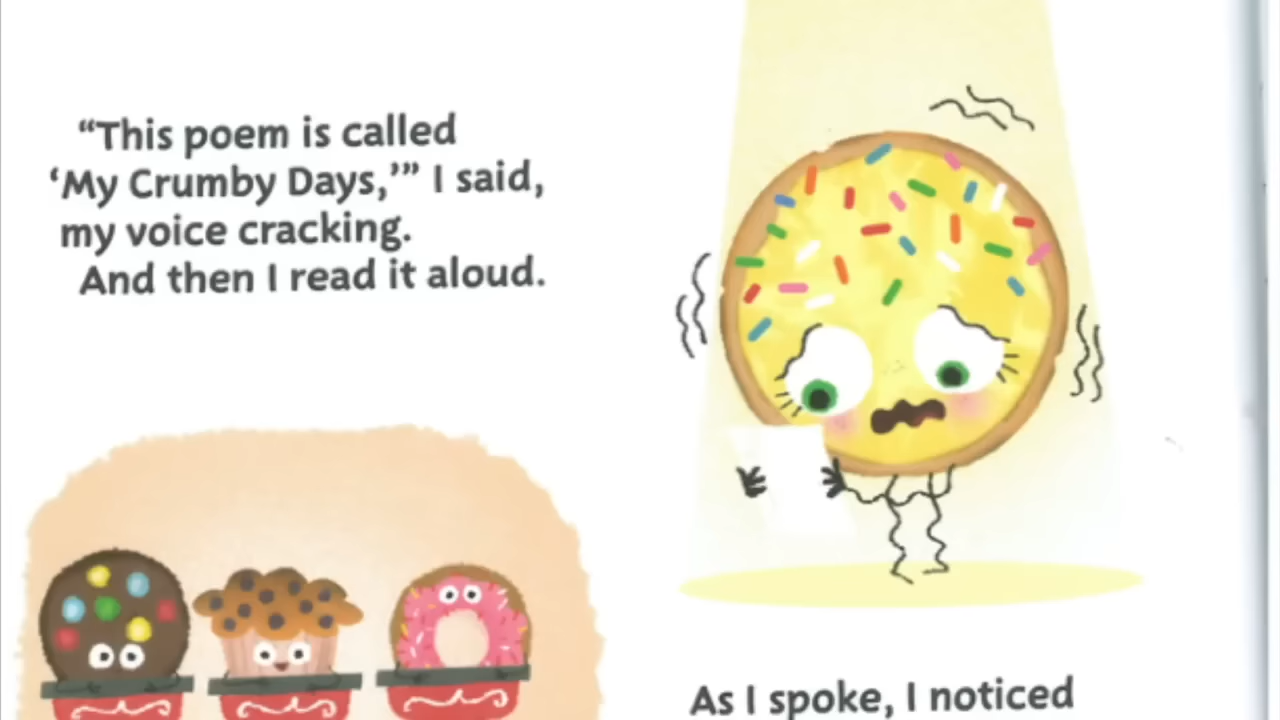 “This poem is called
‘My Crumby Days,’” I said,
my voice cracking.
And then I read it aloud.
As I spoke, I noticed